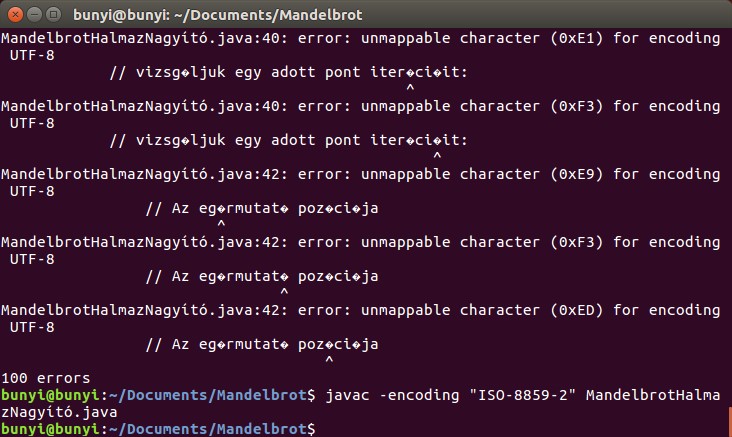 bunyi@bunyi: ~/Documents/Mandelbrot
MandelbrotHalmazNagyító.java:40: error: unmappable character (0xE1) for encoding
UTF-8
// vizsg�ljuk egy adott pont iter�ci�it:
^
MandelbrotHalmazNagyító.java:40: error: unmappable character (0xF3) for encoding
UTF-8
// vizsg�ljuk egy adott pont iter�ci�it:
^
MandelbrotHalmazNagyító.java:42: error: unmappable character (0xE9) for encoding
UTF-8
// Az eg�rmutat� poz�ci�ja
^
MandelbrotHalmazNagyító.java:42: error: unmappable character (0xF3) for encoding
UTF-8
// Az eg�rmutat� poz�ci�ja
^
MandelbrotHalmazNagyító.java:42: error: unmappable character (0xED) for encoding
UTF-8
// Az eg�rmutat� poz�ci�ja
^
100 errors
bunyi@bunyi:~/Documents/Mandelbrot$ javac -encoding "ISO-8859-2" MandelbrotHalma
zNagyító.java
bunyi@bunyi:~/Documents/Mandelbrot$